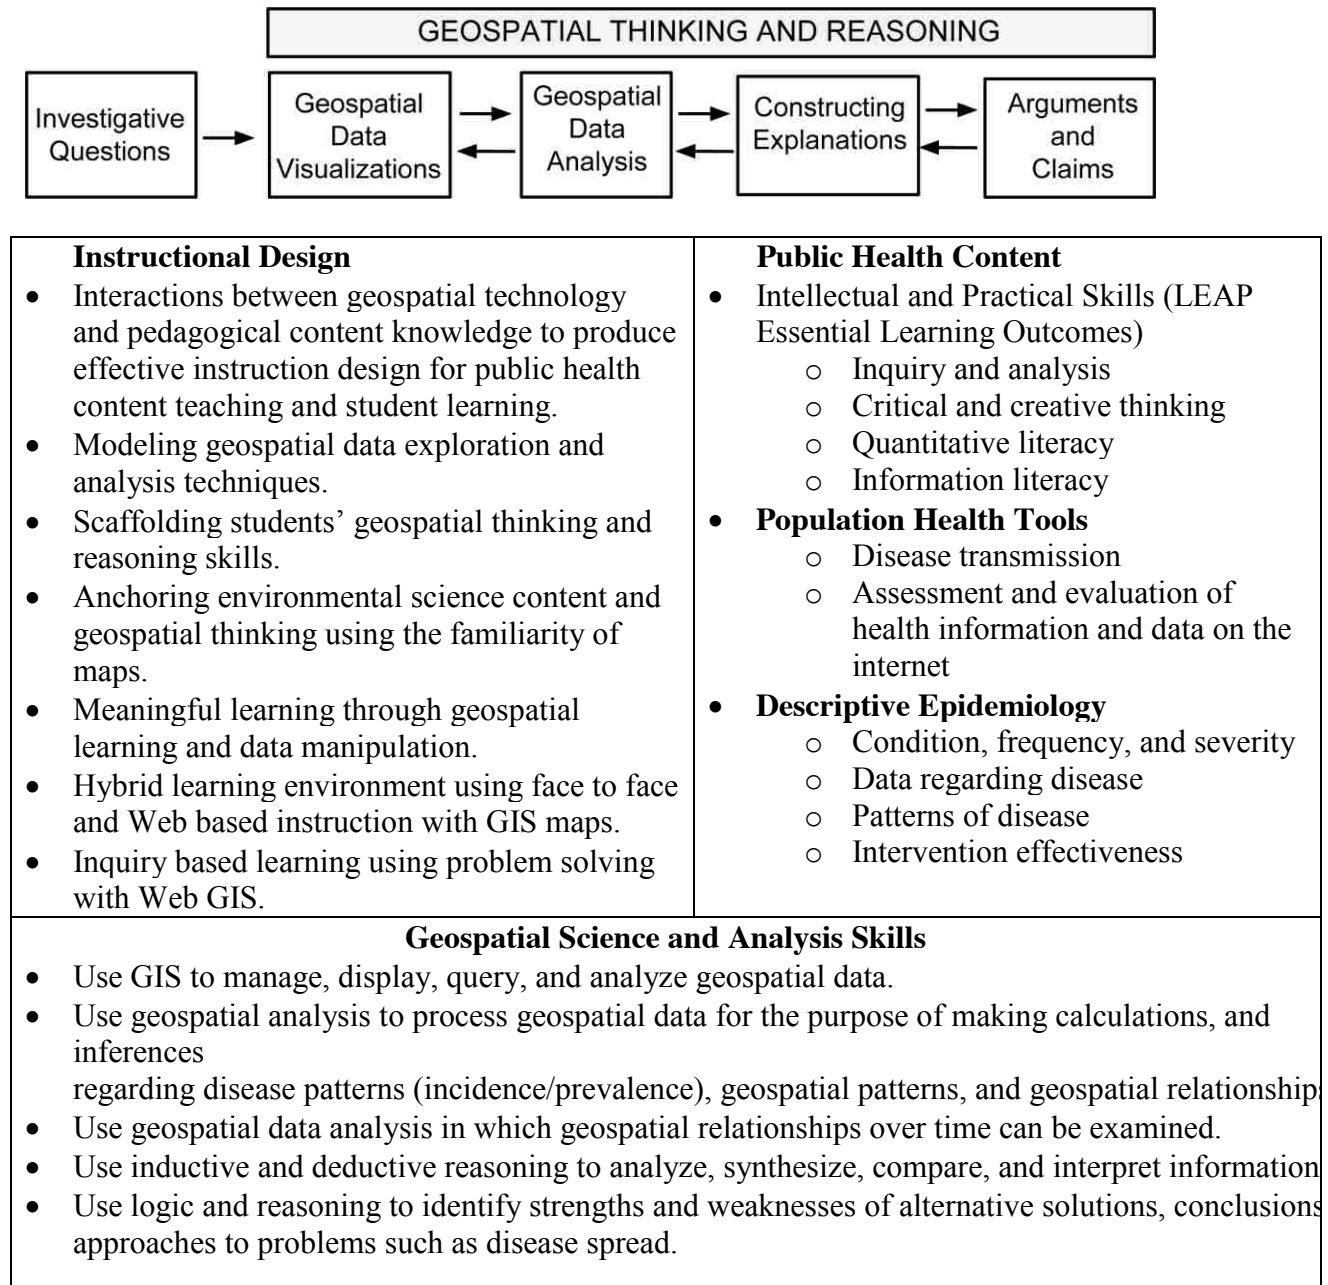 GEOSPATIAL THINKING AND REASONING
Investigative
Questions
Geospatial
Data
Visualizations
Geospatial
Data
Analysis
Constructing
Explanations
Arguments
and
Claims
Instructional Design
• Interactions between geospatial technology
and pedagogical content knowledge to produce
effective instruction design for public health
content teaching and student learning.
• Modeling geospatial data exploration and
analysis techniques.
• Scaffolding students’ geospatial thinking and
reasoning skills.
• Anchoring environmental science content and
geospatial thinking using the familiarity of
maps.
• Meaningful learning through geospatial
learning and data manipulation.
• Hybrid learning environment using face to face
and Web based instruction with GIS maps.
• Inquiry based learning using problem solving
with Web GIS.
Public Health Content
• Intellectual and Practical Skills (LEAP
Essential Learning Outcomes)
o Inquiry and analysis
o Critical and creative thinking
o Quantitative literacy
o Information literacy
• Population Health Tools
o Disease transmission
o Assessment and evaluation of
health information and data on the
internet
• Descriptive Epidemiology
o Condition, frequency, and severity
o Data regarding disease
o Patterns of disease
o Intervention effectiveness
Geospatial Science and Analysis Skills
• Use GIS to manage, display, query, and analyze geospatial data.
• Use geospatial analysis to process geospatial data for the purpose of making calculations, and
inferences
regarding disease patterns (incidence/prevalence), geospatial patterns, and geospatial relationships
• Use geospatial data analysis in which geospatial relationships over time can be examined.
• Use inductive and deductive reasoning to analyze, synthesize, compare, and interpret information
• Use logic and reasoning to identify strengths and weaknesses of alternative solutions, conclusions
approaches to problems such as disease spread.